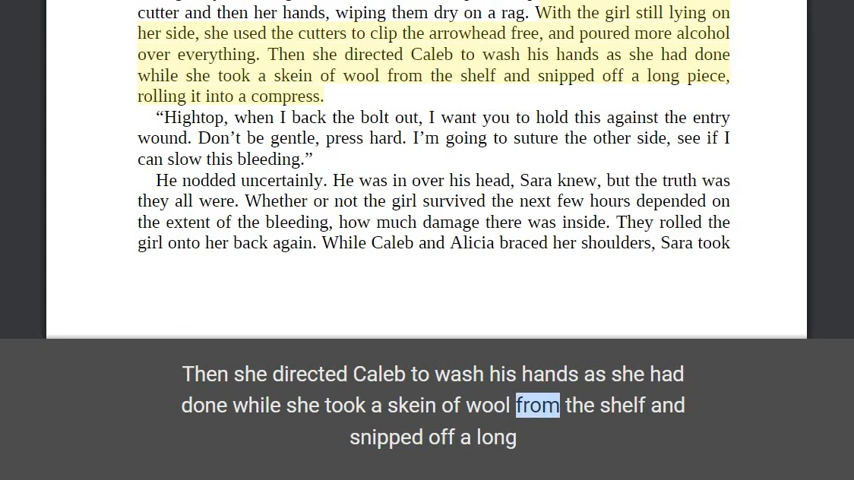 cutter and then her hands, wiping them dry on a rag. With the girl still lying on
her side, she used the cutters to clip the arrowhead free, and poured more alcohol
over everything. Then she directed Caleb to wash his hands as she had done
while she took a skein of wool from the shelf and snipped off a long piece,
rolling it into a compress.
“Hightop, when I back the bolt out, I want you to hold this against the entry
wound. Don’t be gentle, press hard. I’m going to suture the other side, see if I
can slow this bleeding.”
He nodded uncertainly. He was in over his head, Sara knew, but the truth was
they all were. Whether or not the girl survived the next few hours depended on
the extent of the bleeding, how much damage there was inside. They rolled the
girl onto her back again. While Caleb and Alicia braced her shoulders, Sara took
Then she directed Caleb to wash his hands as she had
done while she took a skein of wool from the shelf and
snipped off a long